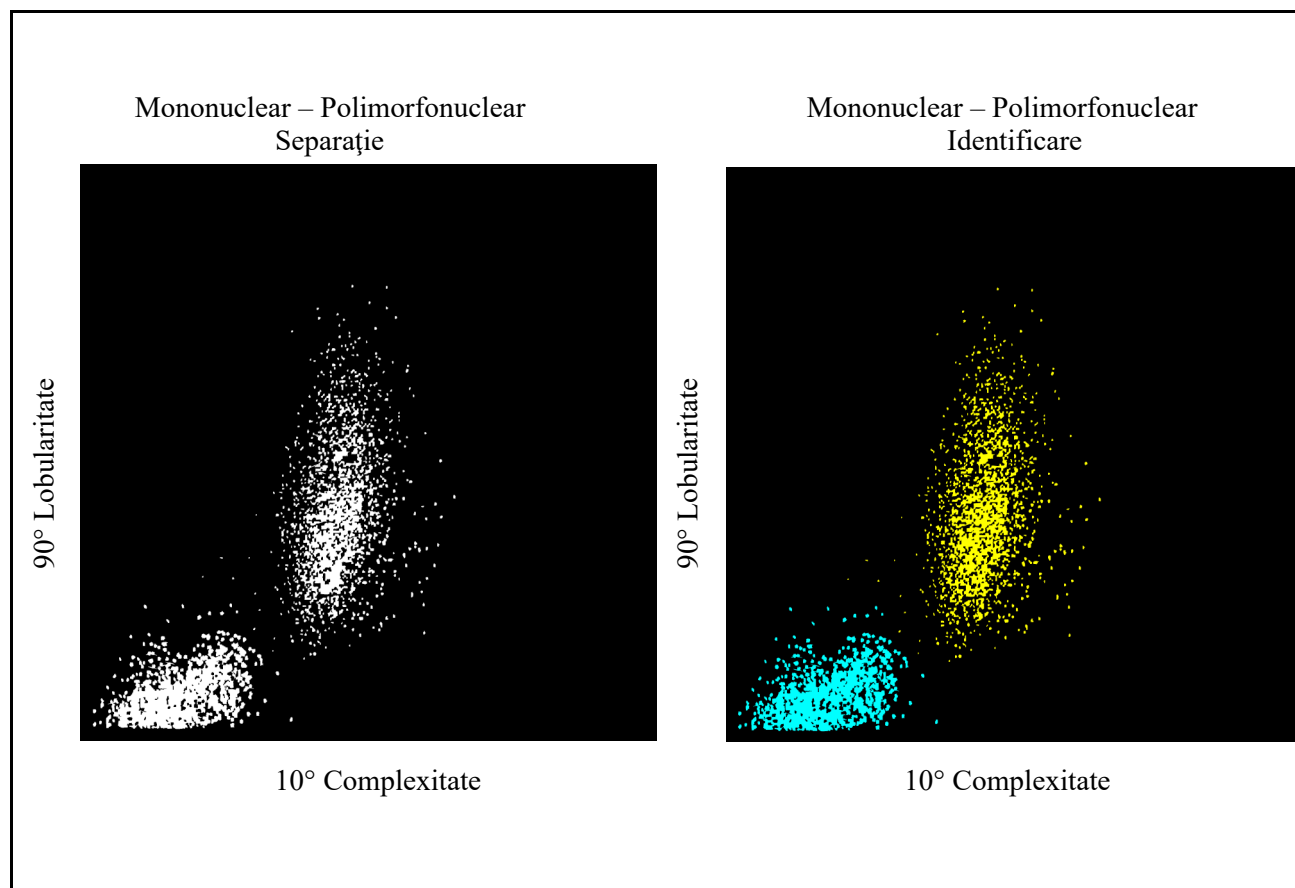 Mononuclear – Polimorfonuclear
Separaţie
90° Lobularitate
10° Complexitate
Mononuclear – Polimorfonuclear
Identificare
90° Lobularitate
10° Complexitate